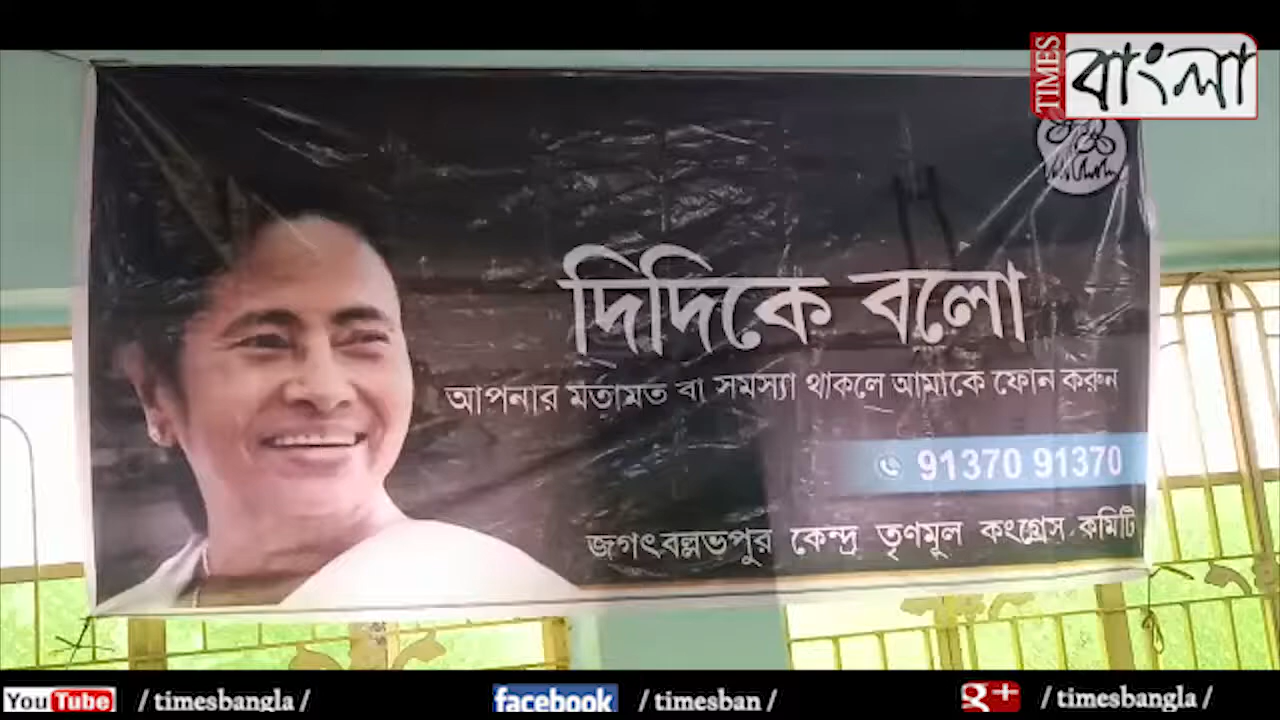 TIMES বাংলা
দিদিকে বলো
আপনার মতামত বা সমস্যা থাকলে আমাকে ফোন করুন
91370 91370
জগৎবল্লভপুর কেন্দ্র তৃণমূল কংগ্রেস কমিটি
YouTube / timesbangla / facebook / timesban / g+ / timesbangla /